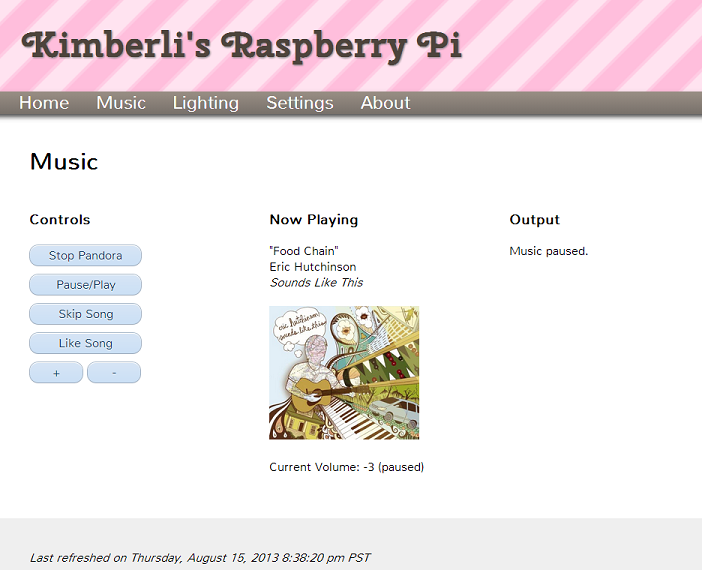 Kimberli's Raspberry Pi
Home Music Lighting Settings About
Music
Controls
Stop Pandora
Pause/Play
Skip Song
Like Song
+ -
Now Playing
"Food Chain"
Eric Hutchinson
Sounds Like This
eric hutchinson
sounds like this
Current Volume: -3 (paused)
Output
Music paused.
Last refreshed on Thursday, August 15, 2013 8:38:20 pm PST